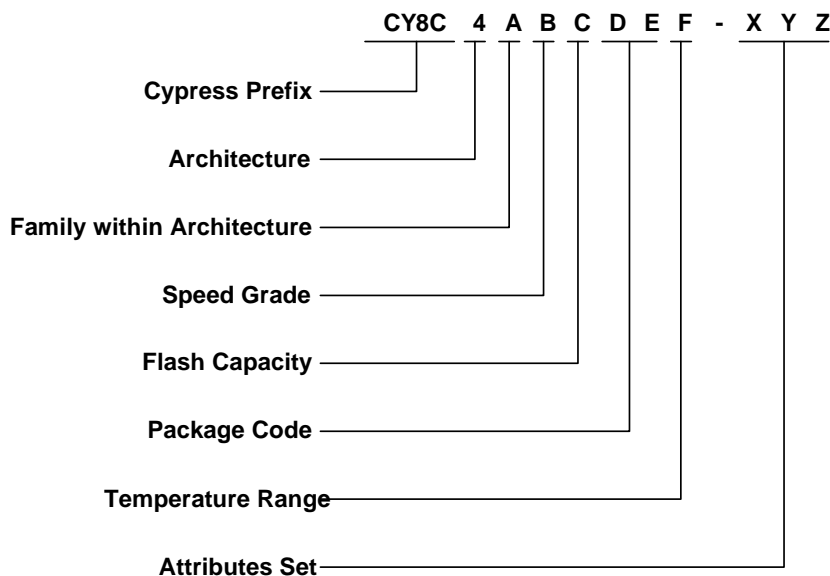 CY8C 4 A B C D E F - X Y Z
Cypress Prefix
Architecture
Family within Architecture
Speed Grade
Flash Capacity
Package Code
Temperature Range
Attributes Set